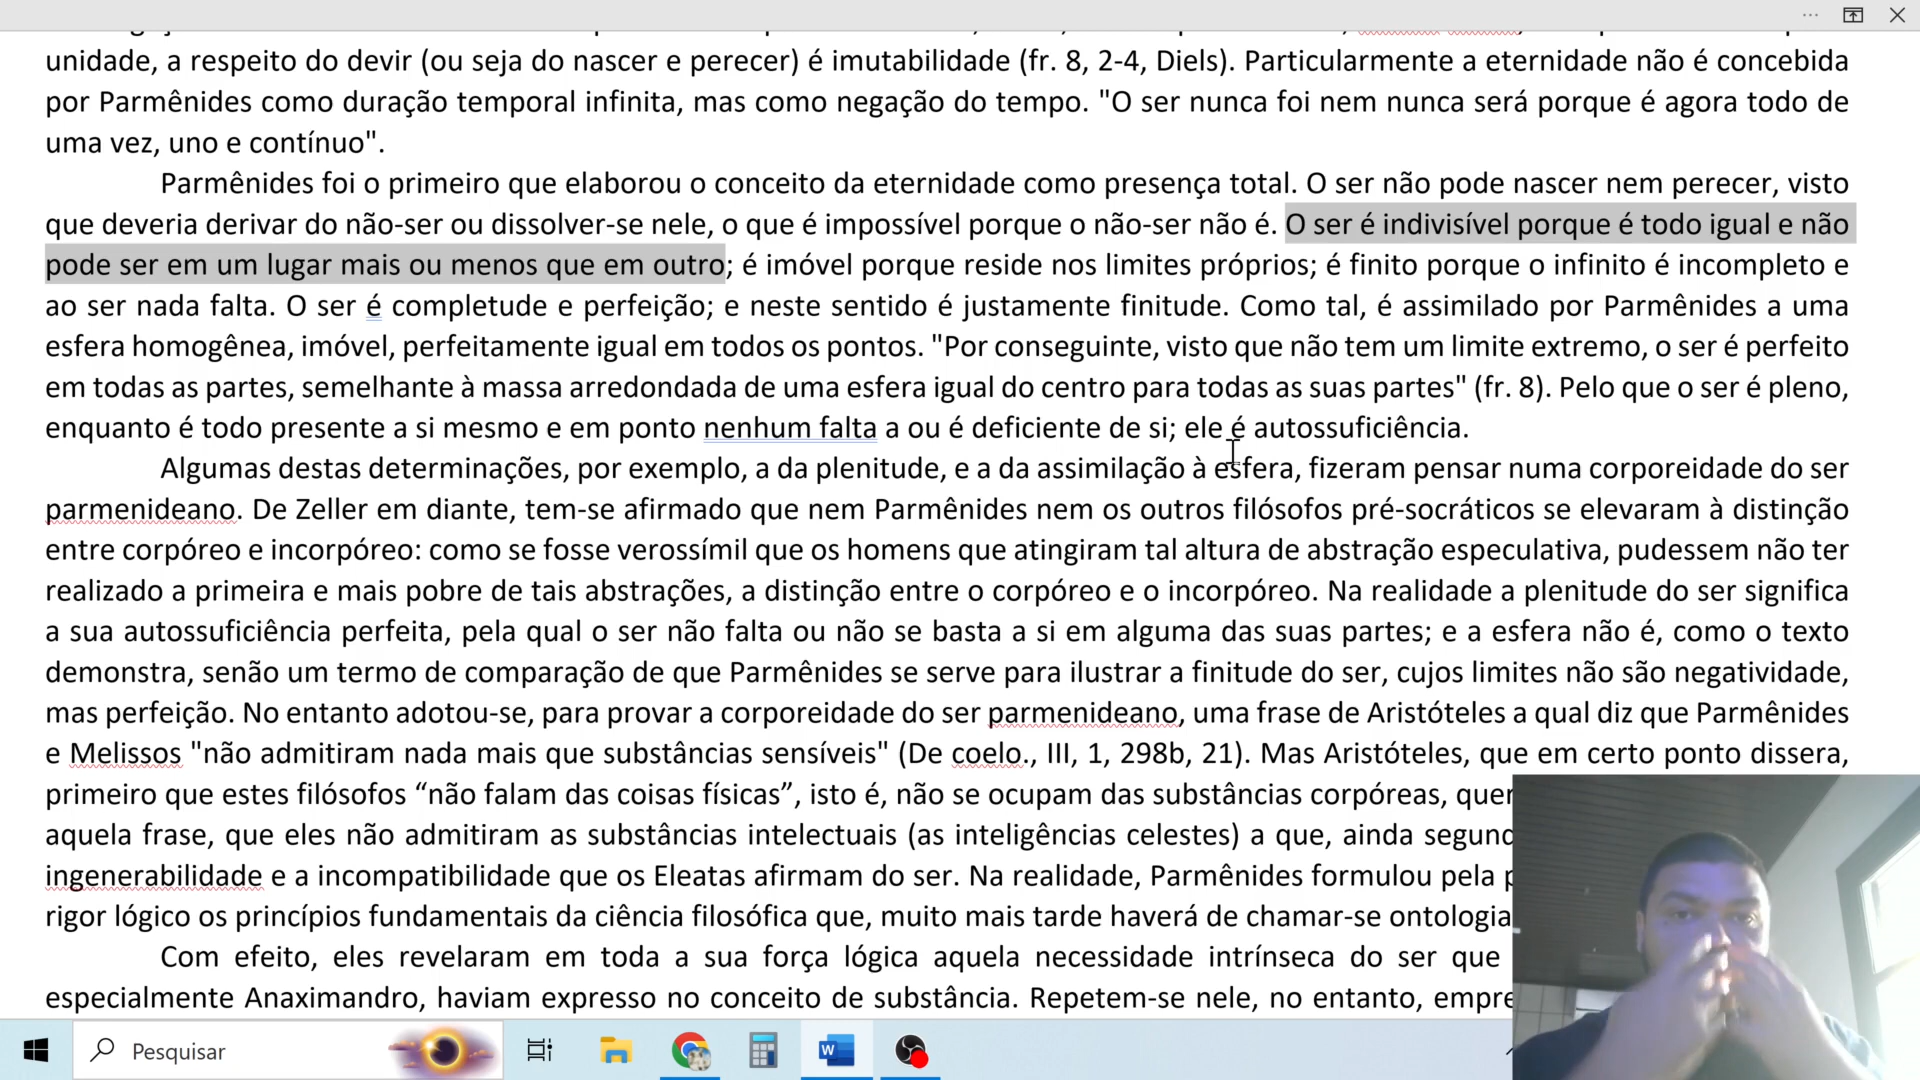 unidade, a respeito do devir (ou seja do nascer e perecer) é imutabilidade (fr. 8, 2-4, Diels). Particularmente a eternidade não é concebida
por Parmênides como duração temporal infinita, mas como negação do tempo. "O ser nunca foi nem nunca será porque é agora todo de
uma vez, uno e contínuo".
Parmênides foi o primeiro que elaborou o conceito da eternidade como presença total. O ser não pode nascer nem perecer, visto
que deveria derivar do não-ser ou dissolver-se nele, o que é impossível porque o não-ser não é. O ser é indivisível porque é todo igual e não
pode ser em um lugar mais ou menos que em outro; é imóvel porque reside nos limites próprios; é finito porque o infinito é incompleto e
ao ser nada falta. O ser é completude e perfeição; e neste sentido é justamente finitude. Como tal, é assimilado por Parmênides a uma
esfera homogênea, imóvel, perfeitamente igual em todos os pontos. "Por conseguinte, visto que não tem um limite extremo, o ser é perfeito
em todas as partes, semelhante à massa arredondada de uma esfera igual do centro para todas as suas partes" (fr. 8). Pelo que o ser é pleno,
enquanto é todo presente a si mesmo e em ponto nenhum falta a ou é deficiente de si; ele é autossuficiência.
Algumas destas determinações, por exemplo, a da plenitude, e a da assimilação à esfera, fizeram pensar numa corporeidade do ser
parmenideano. De Zeller em diante, tem-se afirmado que nem Parmênides nem os outros filósofos pré-socráticos se elevaram à distinção
entre corpóreo e incorpóreo: como se fosse verossímil que os homens que atingiram tal altura de abstração especulativa, pudessem não ter
realizado a primeira e mais pobre de tais abstrações, a distinção entre o corpóreo e o incorpóreo. Na realidade a plenitude do ser significa
a sua autossuficiência perfeita, pela qual o ser não falta ou não se basta a si em alguma das suas partes; e a esfera não é, como o texto
demonstra, senão um termo de comparação de que Parmênides se serve para ilustrar a finitude do ser, cujos limites não são negatividade,
mas perfeição. No entanto adotou-se, para provar a corporeidade do ser parmenideano, uma frase de Aristóteles a qual diz que Parmênides
e Melissos "não admitiram nada mais que substâncias sensíveis" (De coelo., III, 1, 298b, 21). Mas Aristóteles, que em certo ponto dissera,
primeiro que estes filósofos “não falam das coisas físicas”, isto é, não se ocupam das substâncias corpóreas, quer
aquela frase, que eles não admitiram as substâncias intelectuais (as inteligências celestes) a que, ainda segund
ingenerabilidade e a incompatibilidade que os Eleatas afirmam do ser. Na realidade, Parmênides formulou pela p
rigor lógico os princípios fundamentais da ciência filosófica que, muito mais tarde haverá de chamar-se ontologia
Com efeito, eles revelaram em toda a sua força lógica aquela necessidade intrínseca do ser que
especialmente Anaximandro, haviam expresso no conceito de substância. Repetem-se nele, no entanto, empre
Pesquisar
W